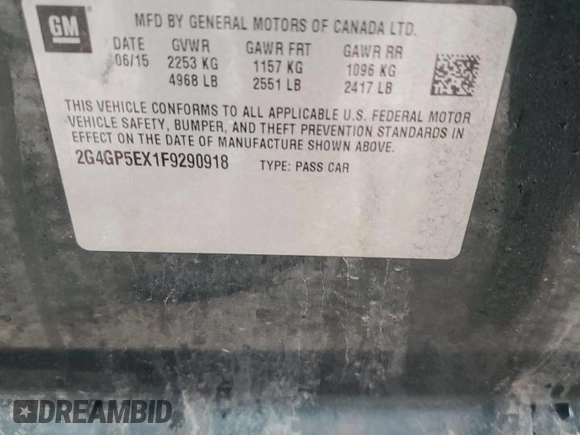 GM
MFD BY GENERAL MOTORS OF CANADA LTD.
DATE GVWR GAWR FRT GAWR RR
06/15 2253 KG 1157 KG 1096 KG
4968 LB 2551 LB 2417 LB
THIS VEHICLE CONFORMS TO ALL APPLICABLE U.S. FEDERAL MOTOR
VEHICLE SAFETY, BUMPER, AND THEFT PREVENTION STANDARDS IN
EFFECT ON THE DATE OF MANUFACTURE SHOWN ABOVE.
2G4GP5EX1F9290918 TYPE: PASS CAR
DREAMBID